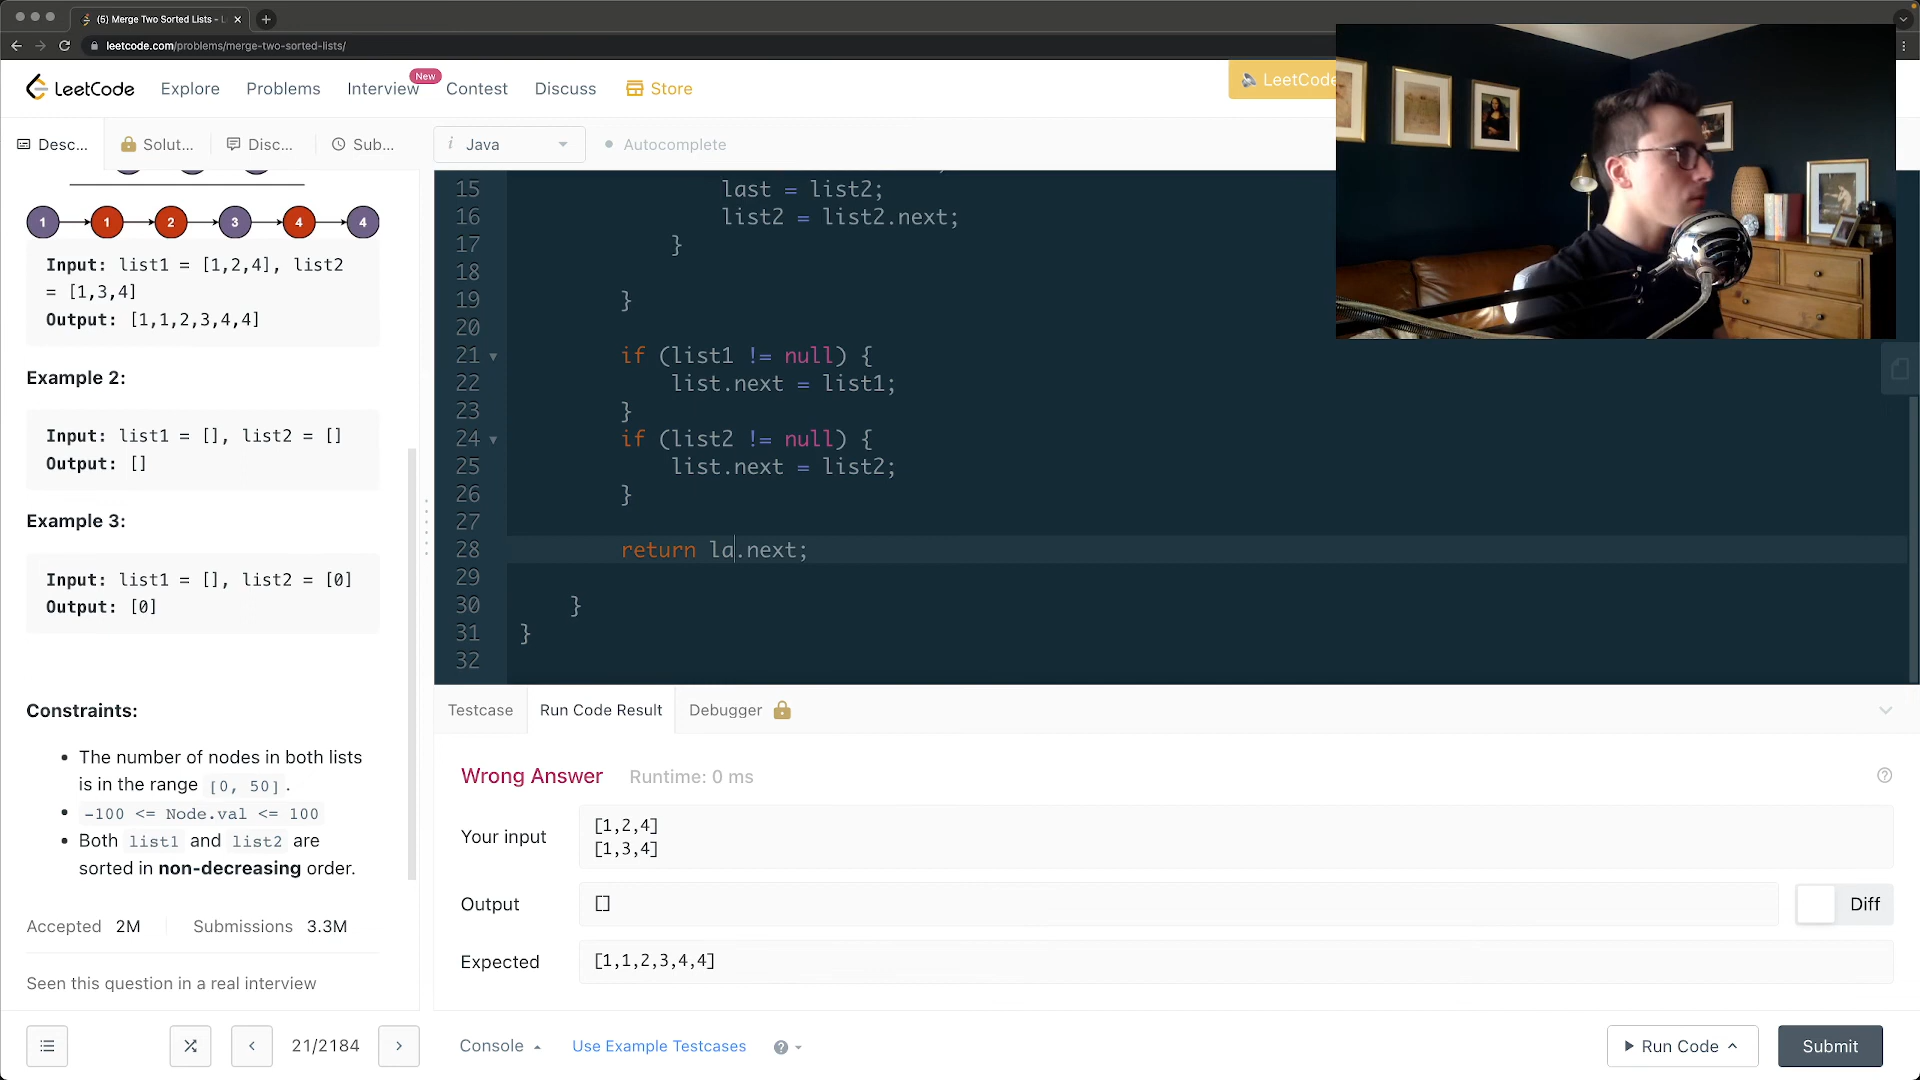 (5) Merge Two Sorted Lists - L
leetcode.com/problems/merge-two-sorted-lists/
LeetCode
Explore
Problems
Interview
New
Contest
Discuss
Store
LeetCode
Desc...
Solut...
Disc...
Sub...
i Java
Autocomplete
1 1 2 3 4 4
Input: list1 = [1,2,4], list2
= [1,3,4]
Output: [1,1,2,3,4,4]
Example 2:
Input: list1 = [], list2 = []
Output: []
Example 3:
Input: list1 = [], list2 = [0]
Output: [0]
Constraints:
• The number of nodes in both lists
is in the range [0, 50].
• -100 <= Node.val <= 100
• Both list1 and list2 are
sorted in non-decreasing order.
Accepted 2M Submissions 3.3M
Seen this question in a real interview
21/2184
15 last = list2;
16 list2 = list2.next;
17 }
18
19 }
20
21 if (list1 != null) {
22 list.next = list1;
23 }
24 if (list2 != null) {
25 list.next = list2;
26 }
27
28 return la.next;
29
30 }
31 }
32
Testcase
Run Code Result
Debugger
Wrong Answer
Runtime: 0 ms
Your input
[1,2,4]
[1,3,4]
Output
[]
Diff
Expected
[1,1,2,3,4,4]
Console
Use Example Testcases
Run Code
Submit